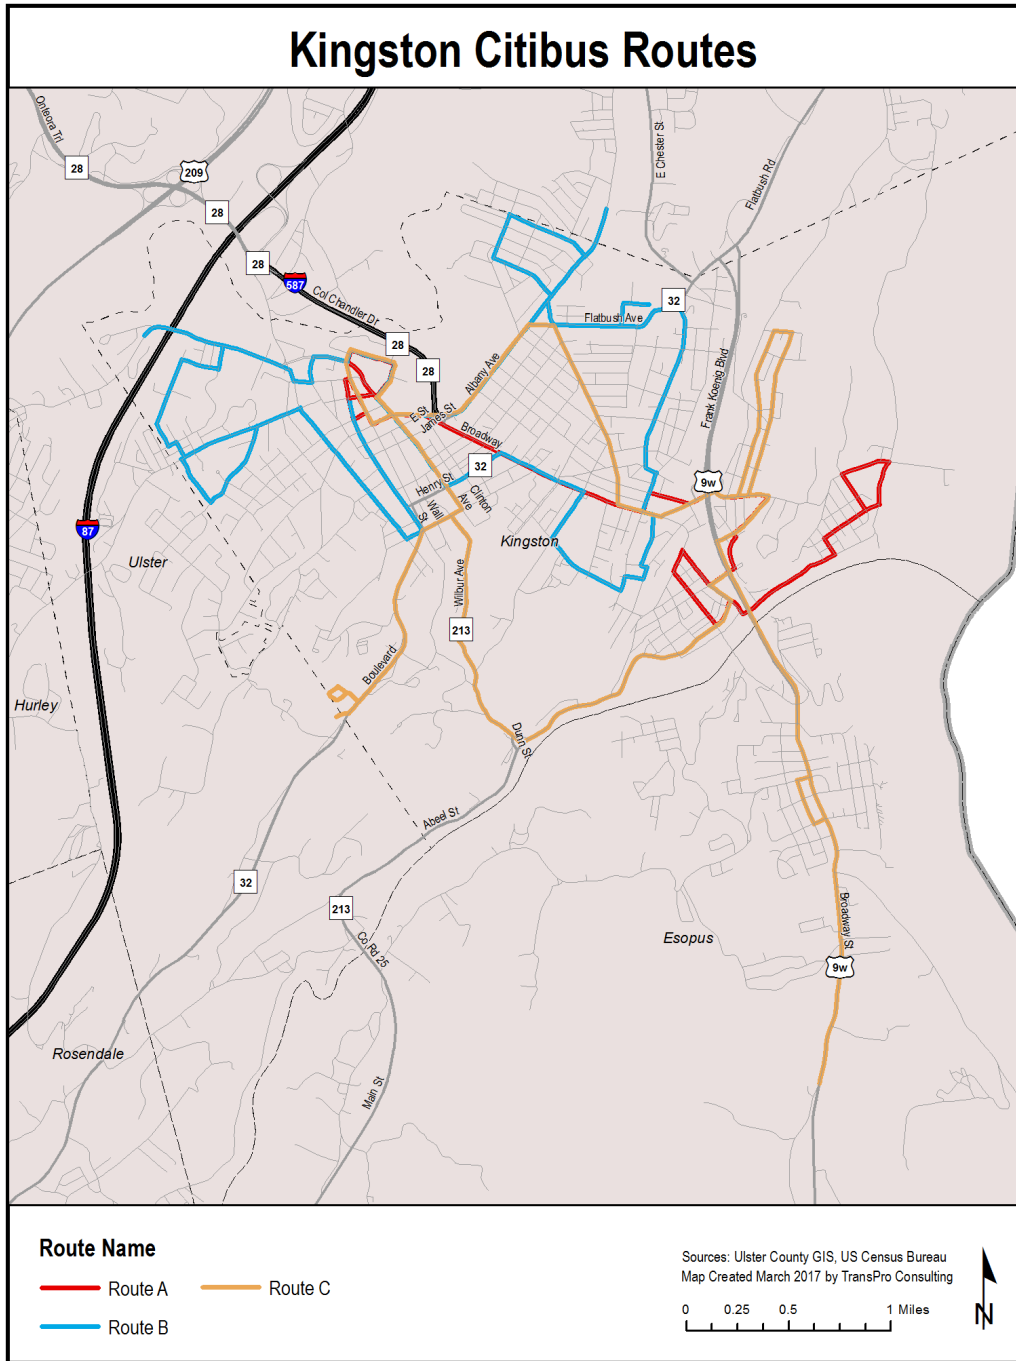 Kingston Citibus Routes
Onteora Trl
28
209
28
28
587
Col Chandler Dr
28
28
E Chester St
Flatbush Rd
32
Flatbush Ave
Albany Ave
E St
James St
Broadway
Frank Koenig Blvd
32
9w
Henry St
Clinton
Ave
Wall
St
87
Ulster
Kingston
Wilbur Ave
213
Boulevard
Hurley
Dunn St
Abeel St
32
213
Co Rd 25
Esopus
Broadway St
9w
Rosendale
Main St
Route Name
Route A
Route C
Route B
Sources: Ulster County GIS, US Census Bureau
Map Created March 2017 by TransPro Consulting
0 0.25 0.5 1 Miles
N